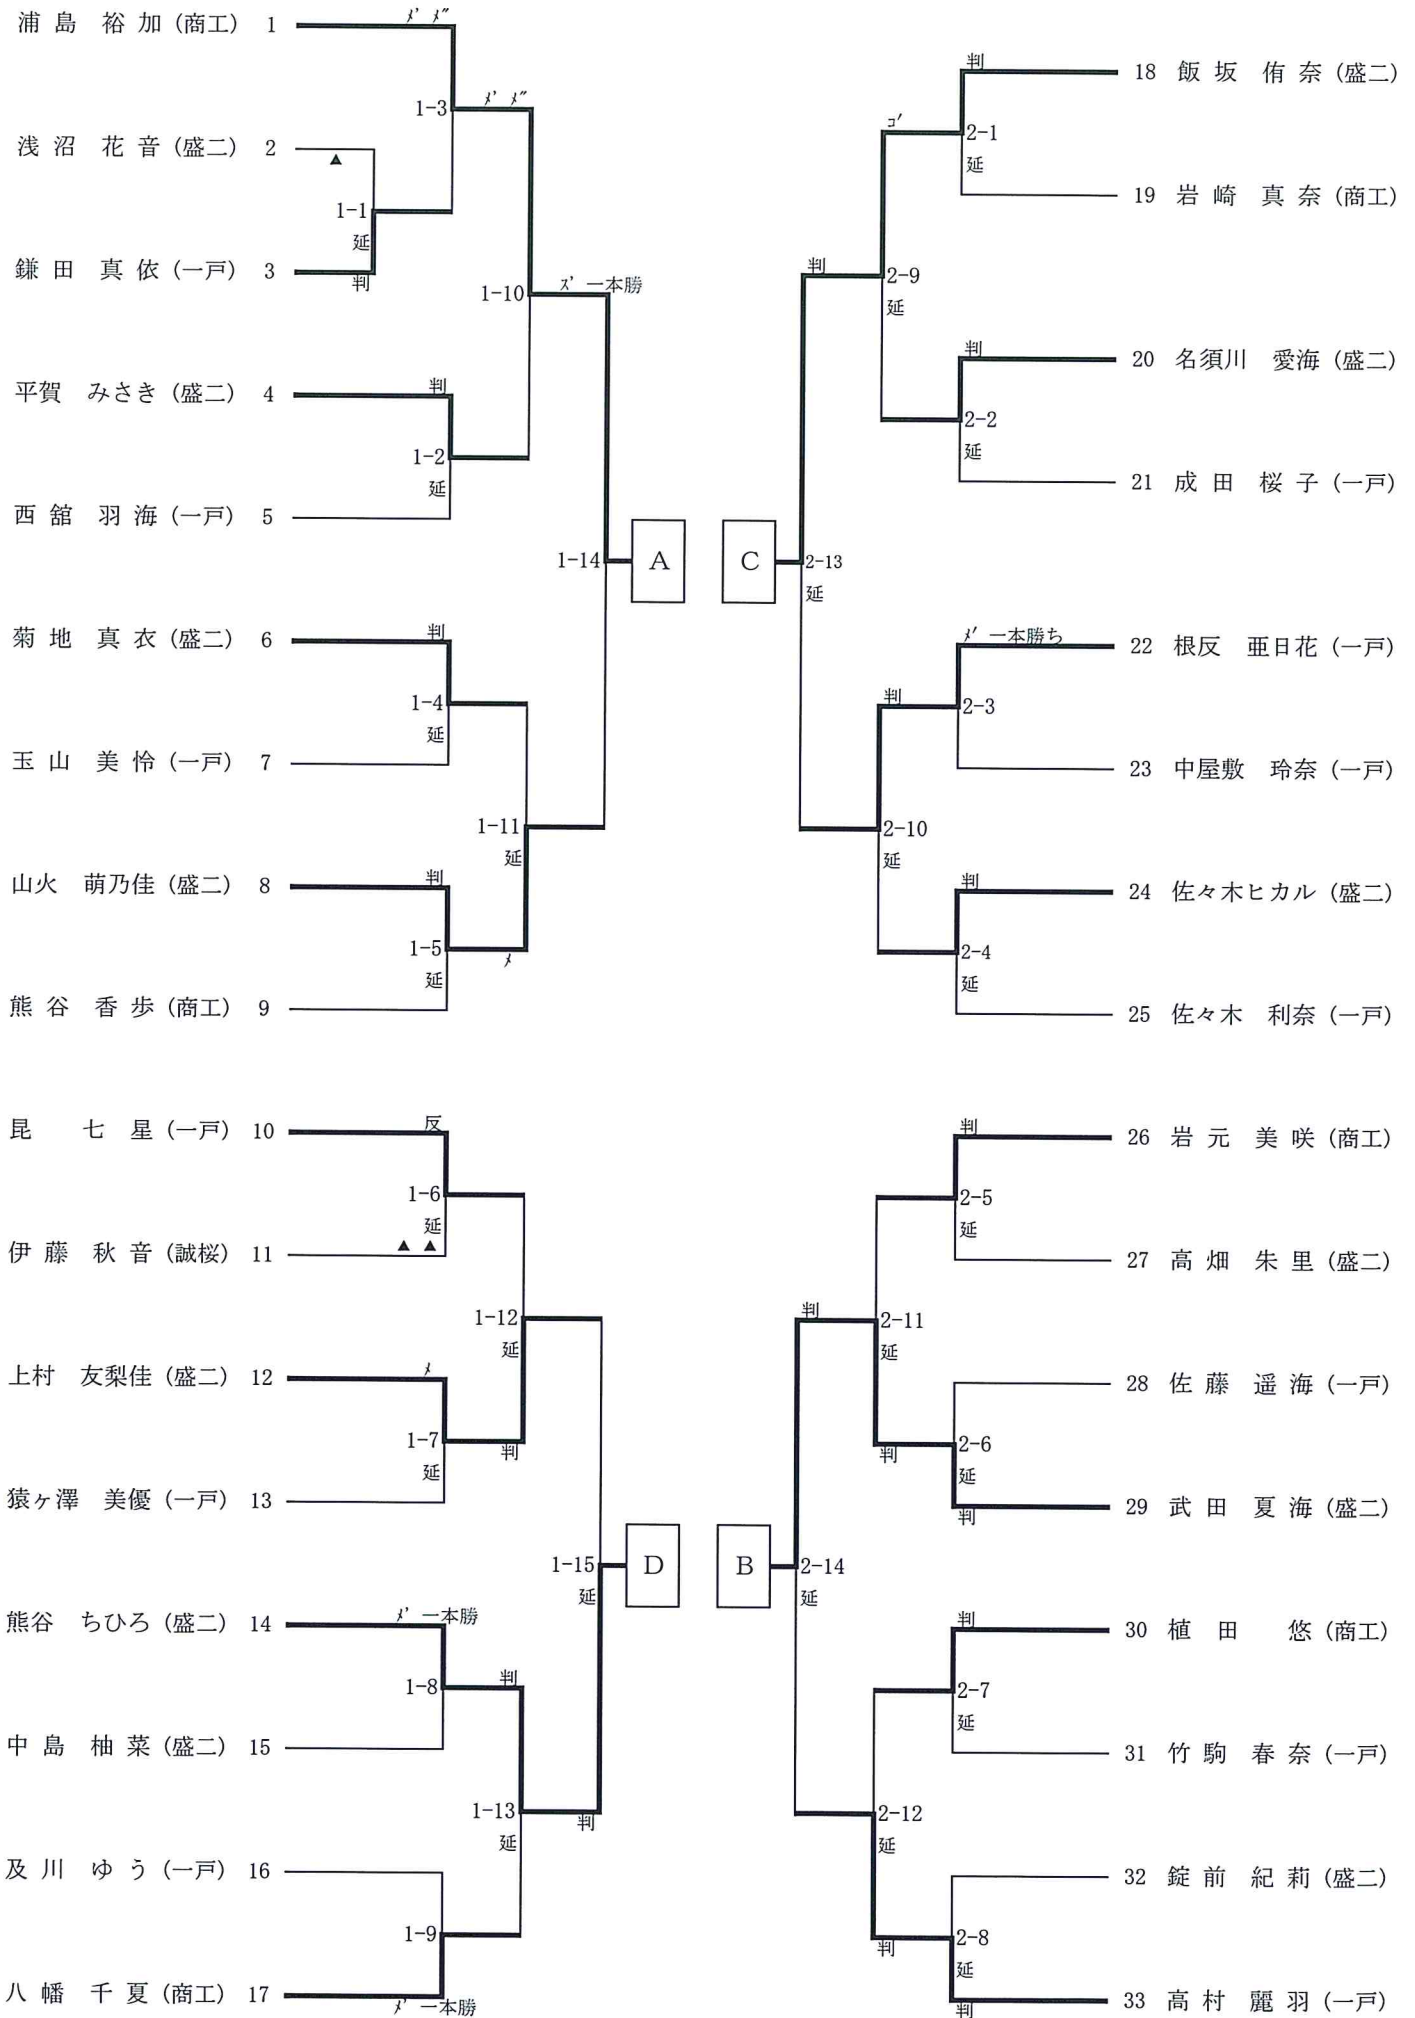 浦島 裕加 (商工) 1
メ' メ"
1-3
メ' メ"
浅沼 花音 (盛二) 2
▲
1-1
延
鎌田 真依 (一戸) 3
判
1-10
ズ' 一本勝
平賀 みさき (盛二) 4
判
1-2
延
西舘 羽海 (一戸) 5
1-14
A
菊地 真衣 (盛二) 6
判
1-4
延
玉山 美怜 (一戸) 7
1-11
延
山火 萌乃佳 (盛二) 8
判
1-5
延
メ
熊谷 香歩 (商工) 9
昆 七星 (一戸) 10
反
1-6
延
伊藤 秋音 (誠桜) 11
▲ ▲
1-12
延
上村 友梨佳 (盛二) 12
メ
1-7
延
判
猿ヶ澤 美優 (一戸) 13
1-15
延
D
熊谷 ちひろ (盛二) 14
メ' 一本勝
1-8
判
中島 柚菜 (盛二) 15
1-13
延
判
及川 ゆう (一戸) 16
1-9
八幡 千夏 (商工) 17
メ' 一本勝
判
18 飯坂 侑奈 (盛二)
コ'
2-1
延
19 岩崎 真奈 (商工)
判
2-9
延
判
20 名須川 愛海 (盛二)
2-2
延
21 成田 桜子 (一戸)
C
2-13
延
メ' 一本勝ち
22 根反 亜日花 (一戸)
判
2-3
23 中屋敷 玲奈 (一戸)
2-10
延
判
24 佐々木ヒカル (盛二)
2-4
延
25 佐々木 利奈 (一戸)
判
26 岩元 美咲 (商工)
2-5
延
27 高畑 朱里 (盛二)
判
2-11
延
28 佐藤 遥海 (一戸)
判
2-6
延
29 武田 夏海 (盛二)
判
B
2-14
延
判
30 植田 悠 (商工)
2-7
延
31 竹駒 春奈 (一戸)
2-12
延
32 錠前 紀莉 (盛二)
判
2-8
延
33 高村 麗羽 (一戸)
判